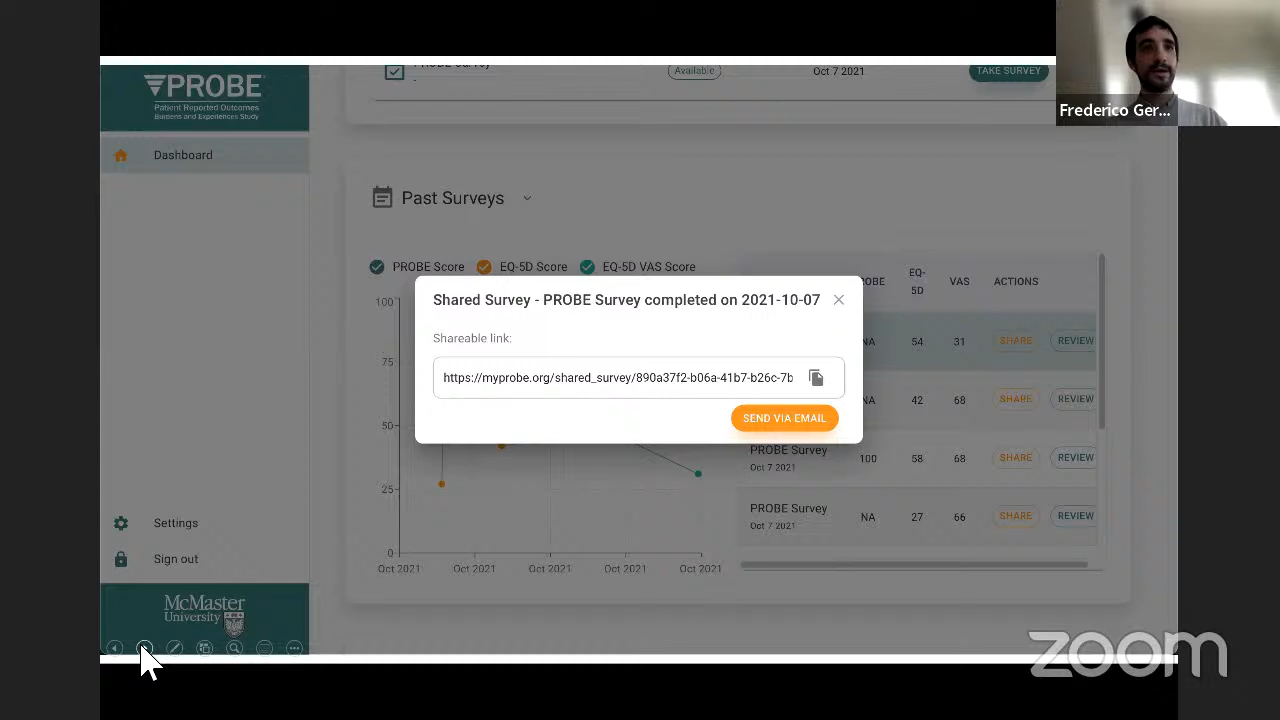 PROBE
Patient Reported Outcomes
Burdens and Experiences Study
Dashboard
Settings
Sign out
McMaster
University
PROBE Survey
Available
Oct 7 2021
TAKE SURVEY
Frederico Ger...
Past Surveys
PROBE Score
EQ-5D Score
EQ-5D VAS Score
100
75
50
25
0
Oct 2021
Oct 2021
Oct 2021
Oct 2021
Oct 2021
Shared Survey - PROBE Survey completed on 2021-10-07
Shareable link:
https://myprobe.org/shared_survey/890a37f2-b06a-41b7-b26c-7b
SEND VIA EMAIL
OBE
EQ-
5D
VAS
ACTIONS
NA 54 31 SHARE REVIEW
NA 42 68 SHARE REVIEW
PROBE Survey
Oct 7 2021
100 58 68 SHARE REVIEW
PROBE Survey
Oct 7 2021
NA 27 66 SHARE REVIEW
zoom